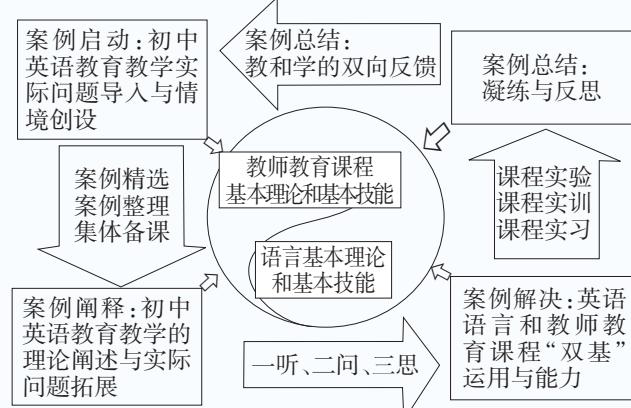 案例启动:初中
英语教育教学实
际问题导入与情
境创设
案例总结:
教和学的双向反馈
案例总结:
凝练与反思
教师教育课程
基本理论和基本技能
案例精选
案例整理
集体备课
课程实验
课程实训
课程实习
语言基本理论
和基本技能
案例阐释:初中
英语教育教学的
理论阐述与实际
问题拓展
一听、二问、三思
案例解决:英语
语言和教师教
育课程“双基”
运用与能力